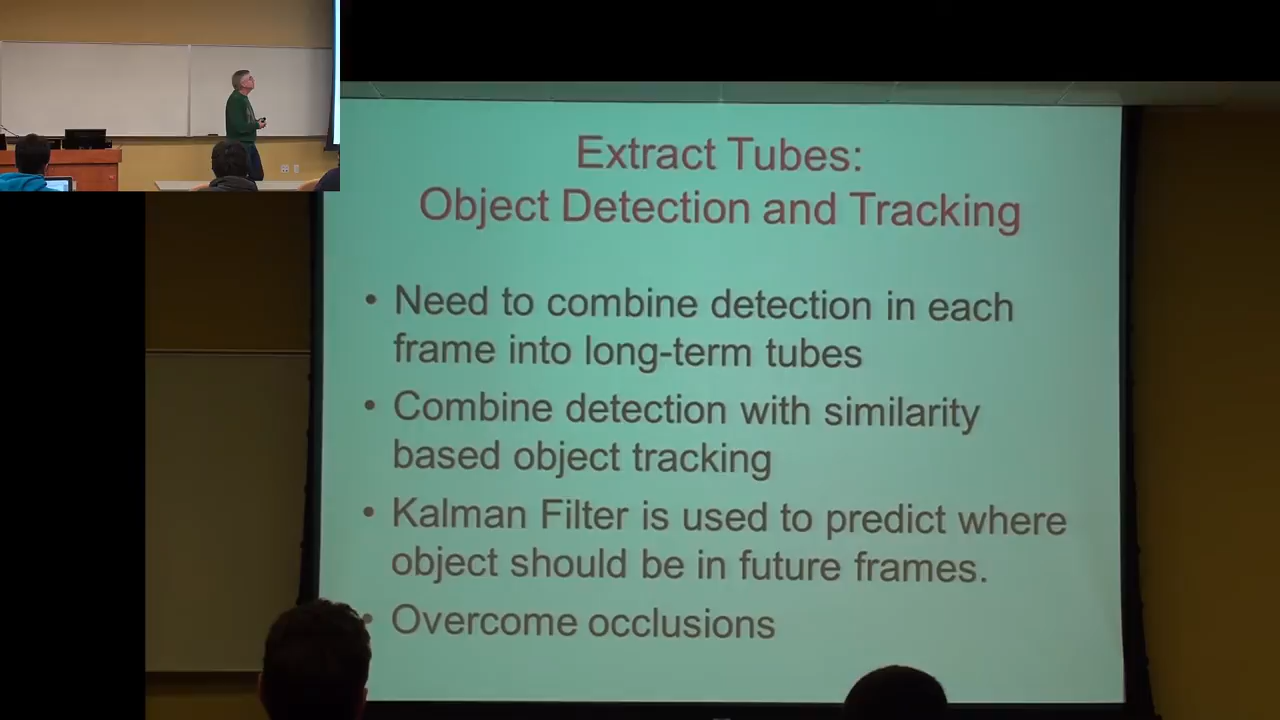 Extract Tubes:
Object Detection and Tracking
• Need to combine detection in each
frame into long-term tubes
• Combine detection with similarity
based object tracking
• Kalman Filter is used to predict where
object should be in future frames.
• Overcome occlusions